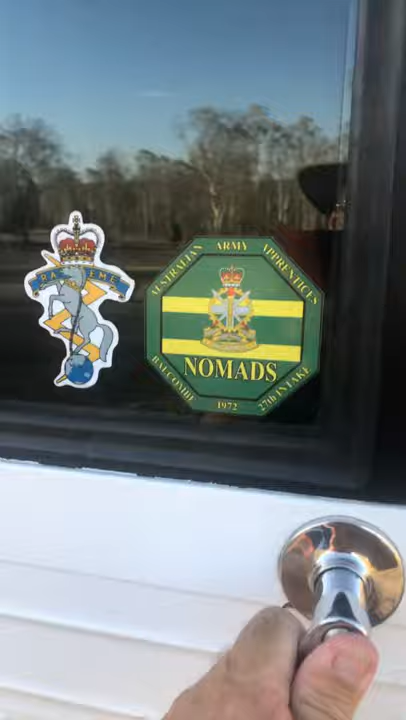 RAEME
AUSTRALIAN ARMY APPRENTICES
NOMADS
BALCOMBE 1972 27th INTAKE